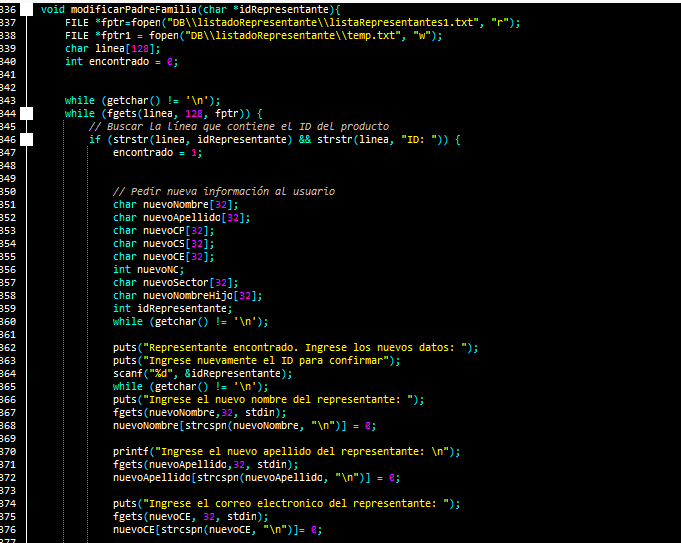 336 void modificarPadreFamilia(char *idRepresentante){
337 FILE *fptr=fopen("DB\\listadoRepresentante\\listaRepresentantes1.txt", "r");
338 FILE *fptr1 = fopen("DB\\listadoRepresentante\\temp.txt", "w");
339 char linea[128];
340 int encontrado = 0;
341
342
343 while (getchar() != '\n');
344 while (fgets(linea, 128, fptr)) {
345 // Buscar la línea que contiene el ID del producto
346 if (strstr(linea, idRepresentante) && strstr(linea, "ID: ")) {
347 encontrado = 1;
348
349
350 // Pedir nueva información al usuario
351 char nuevoNombre[32];
352 char nuevoApellido[32];
353 char nuevoCP[32];
354 char nuevoCS[32];
355 char nuevoCE[32];
356 int nuevoNC;
357 char nuevoSector[32];
358 char nuevoNombreHijo[32];
359 int idRepresentante;
360 while (getchar() != '\n');
361
362 puts("Representante encontrado. Ingrese los nuevos datos: ");
363 puts("Ingrese nuevamente el ID para confirmar");
364 scanf("%d", &idRepresentante);
365 while (getchar() != '\n');
366 puts("Ingrese el nuevo nombre del representante: ");
367 fgets(nuevoNombre,32, stdin);
368 nuevoNombre[strcspn(nuevoNombre, "\n")] = 0;
369
370 printf("Ingrese el nuevo apellido del representante: \n");
371 fgets(nuevoApellido,32, stdin);
372 nuevoApellido[strcspn(nuevoApellido, "\n")] = 0;
373
374 puts("Ingrese el correo electronico del representante: ");
375 fgets(nuevoCE, 32, stdin);
376 nuevoCE[strcspn(nuevoCE, "\n")]= 0;
377